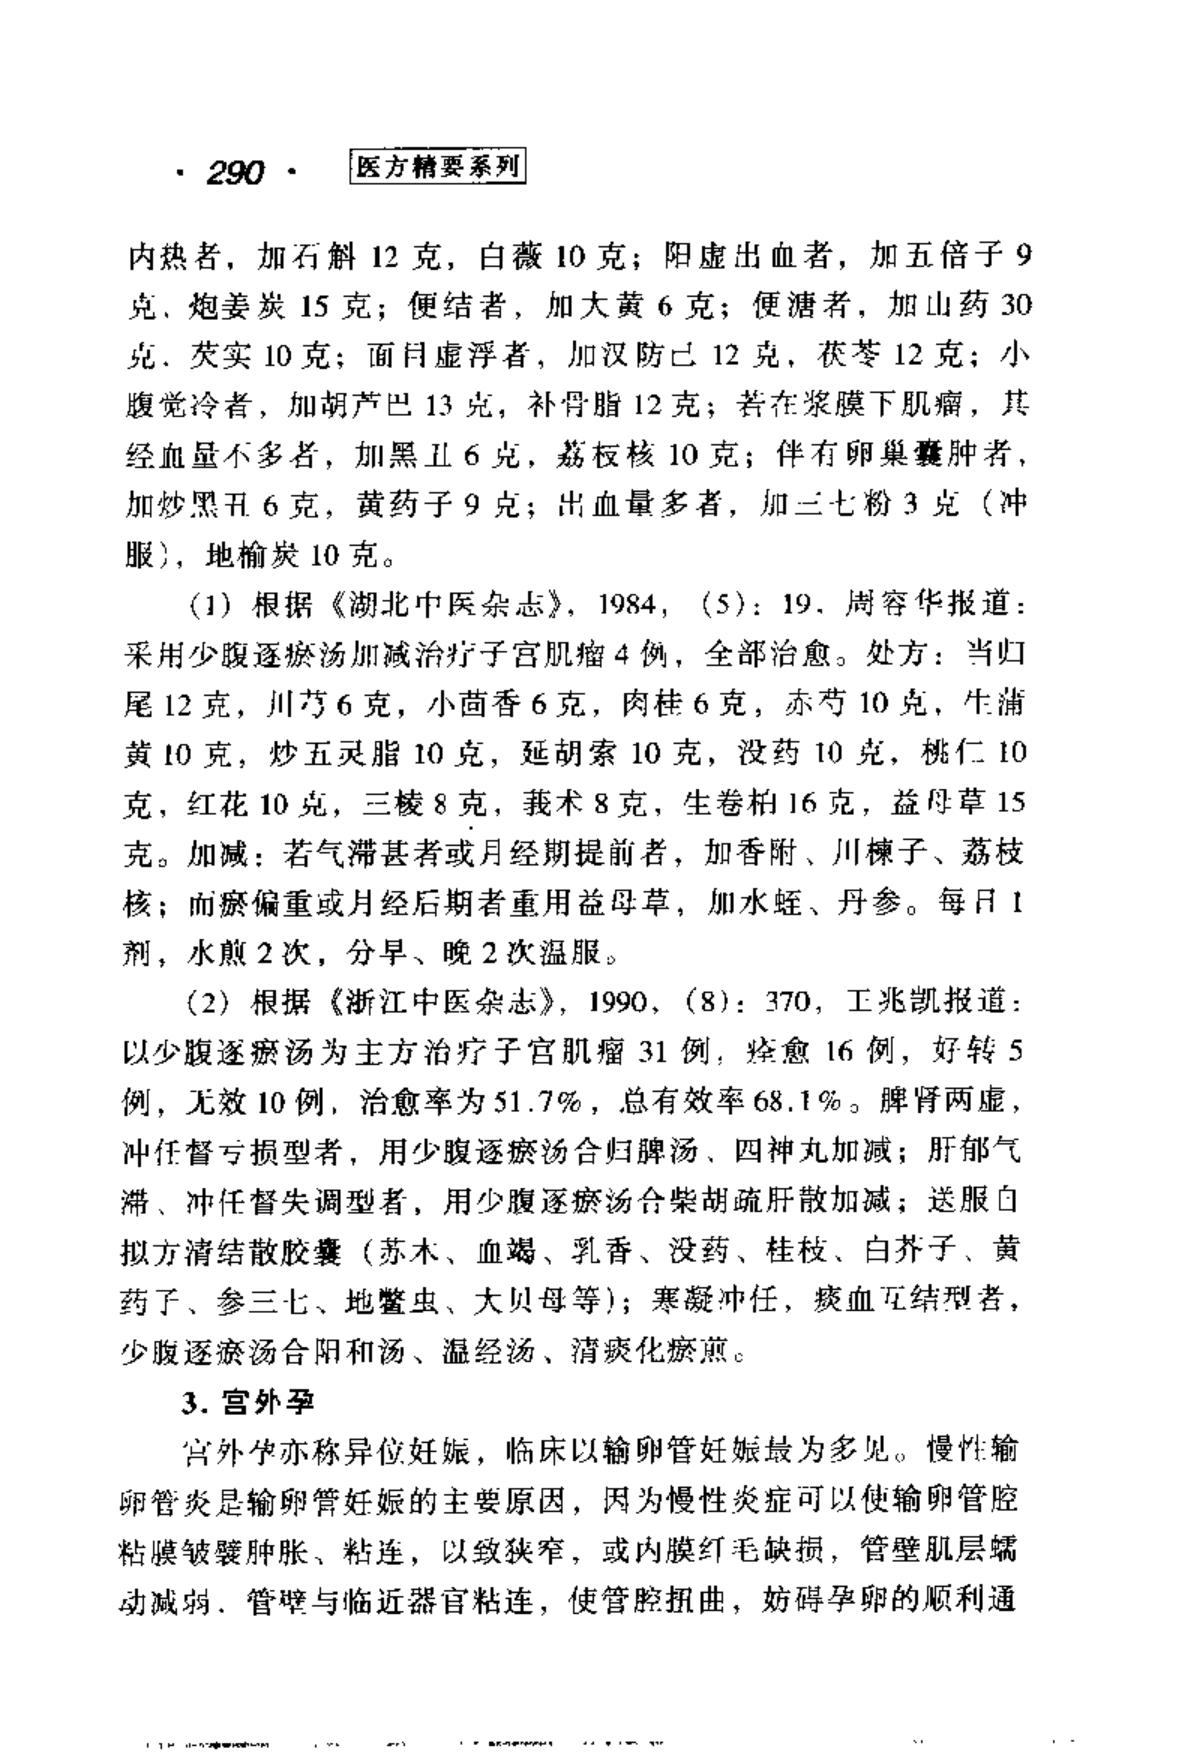 · 290 · 医方精要系列
内热者，加石斛 12 克，白薇 10 克；阳虚出血者，加五倍子 9
克、炮姜炭 15 克；便结者，加大黄 6 克；便溏者，加山药 30
克、芡实 10 克；面目虚浮者，加汉防己 12 克，茯苓 12 克；小
腹觉冷者，加胡芦巴 13 克，补骨脂 12 克；若在浆膜下肌瘤，其
经血量不多者，加黑丑 6 克，荔枝核 10 克；伴有卵巢囊肿者，
加炒黑丑 6 克，黄药子 9 克；出血量多者，加三七粉 3 克（冲
服），地榆炭 10 克。
(1) 根据《湖北中医杂志》，1984，（5）：19，周容华报道：
采用少腹逐瘀汤加减治疗子宫肌瘤 4 例，全部治愈。处方：当归
尾 12 克，川芎 6 克，小茴香 6 克，肉桂 6 克，赤芍 10 克，生蒲
黄 10 克，炒五灵脂 10 克，延胡索 10 克，没药 10 克，桃仁 10
克，红花 10 克，三棱 8 克，莪术 8 克，生卷柏 16 克，益母草 15
克。加减：若气滞甚者或月经期提前者，加香附、川楝子、荔枝
核；而瘀偏重或月经后期者重用益母草，加水蛭、丹参。每日 1
剂，水煎 2 次，分早、晚 2 次温服。
(2) 根据《浙江中医杂志》，1990，（8）：370，王兆凯报道：
以少腹逐瘀汤为主方治疗子宫肌瘤 31 例，痊愈 16 例，好转 5
例，无效 10 例，治愈率为 51.7%，总有效率 68.1%。脾肾两虚，
冲任督亏损型者，用少腹逐瘀汤合归脾汤、四神丸加减；肝郁气
滞、冲任督失调型者，用少腹逐瘀汤合柴胡疏肝散加减；送服自
拟方清结散胶囊（苏木、血竭、乳香、没药、桂枝、白芥子、黄
药子、参三七、地鳖虫、大贝母等）；寒凝冲任，痰血互结型者，
少腹逐瘀汤合阳和汤、温经汤、清痰化瘀煎。
3. 宫外孕
宫外孕亦称异位妊娠，临床以输卵管妊娠最为多见。慢性输
卵管炎是输卵管妊娠的主要原因，因为慢性炎症可以使输卵管腔
粘膜皱襞肿胀、粘连，以致狭窄，或内膜纤毛缺损，管壁肌层蠕
动减弱．管壁与临近器官粘连，使管腔扭曲，妨碍孕卵的顺利通